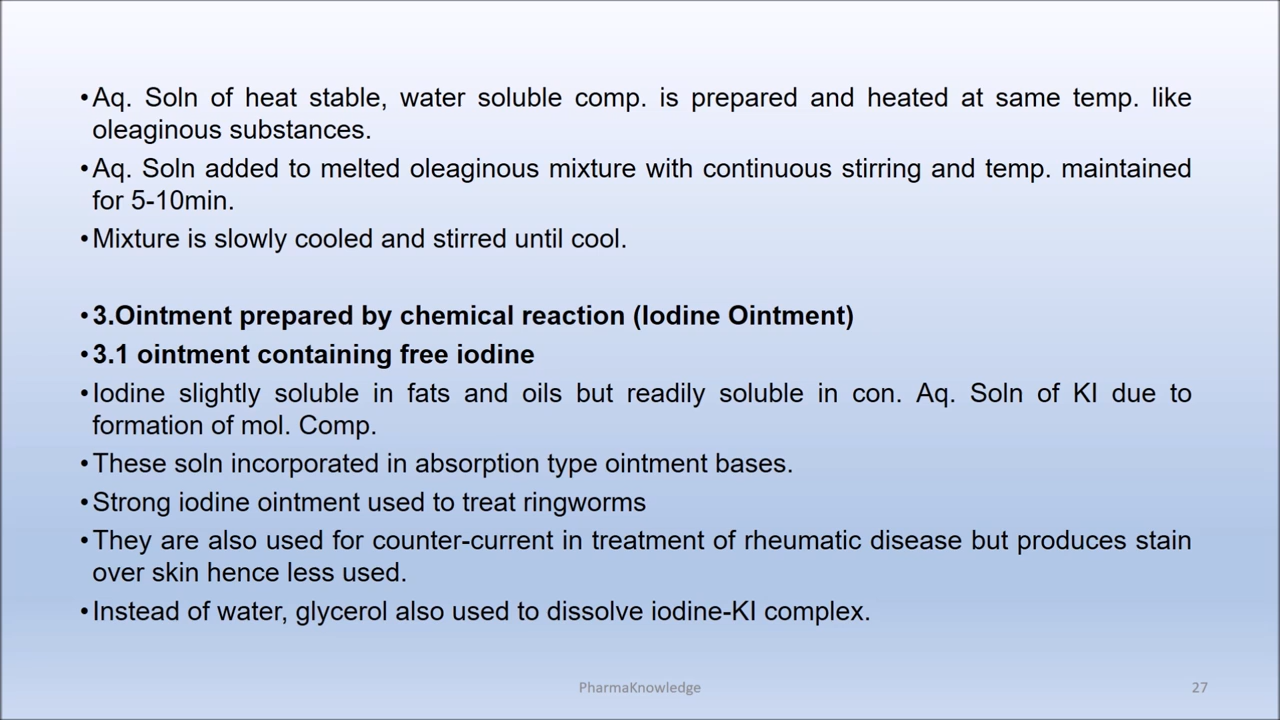 •Aq. Soln of heat stable, water soluble comp. is prepared and heated at same temp. like
oleaginous substances.
•Aq. Soln added to melted oleaginous mixture with continuous stirring and temp. maintained
for 5-10min.
•Mixture is slowly cooled and stirred until cool.
•3.Ointment prepared by chemical reaction (Iodine Ointment)
•3.1 ointment containing free iodine
•Iodine slightly soluble in fats and oils but readily soluble in con. Aq. Soln of KI due to
formation of mol. Comp.
•These soln incorporated in absorption type ointment bases.
•Strong iodine ointment used to treat ringworms
•They are also used for counter-current in treatment of rheumatic disease but produces stain
over skin hence less used.
•Instead of water, glycerol also used to dissolve iodine-KI complex.
PharmaKnowledge
27